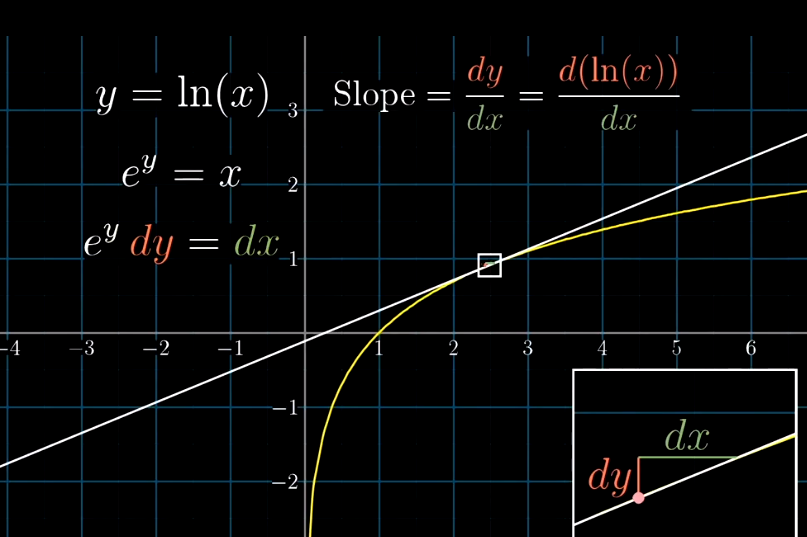 y = ln(x)
Slope = dy/dx = d(ln(x))/dx
e^y = x
e^y dy = dx
3
2
1
−4 −3 −2 −1 1 2 3 4 5 6
−1
−2
dx
dy